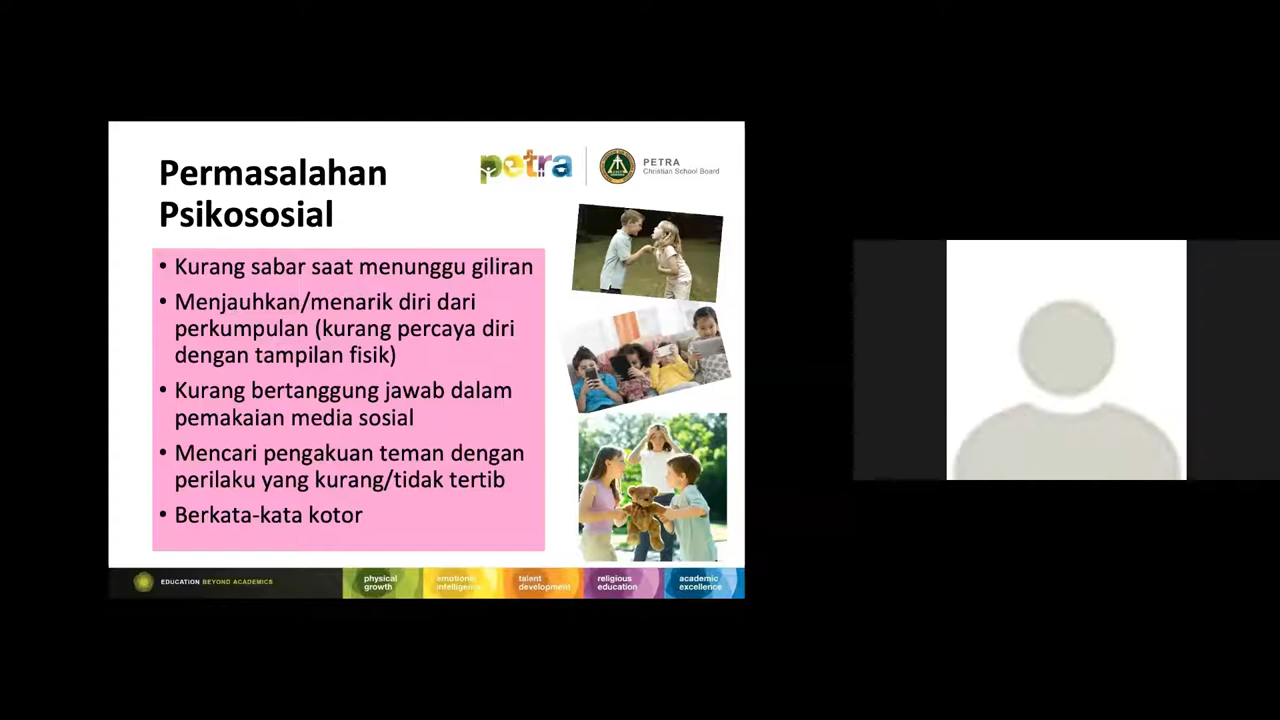 Permasalahan
Psikososial
petra
PETRA
Christian School Board
• Kurang sabar saat menunggu giliran
• Menjauhkan/menarik diri dari
perkumpulan (kurang percaya diri
dengan tampilan fisik)
• Kurang bertanggung jawab dalam
pemakaian media sosial
• Mencari pengakuan teman dengan
perilaku yang kurang/tidak tertib
• Berkata-kata kotor
EDUCATION BEYOND ACADEMICS
physical
growth
emotional
intelligence
talent
development
religious
education
academic
excellence